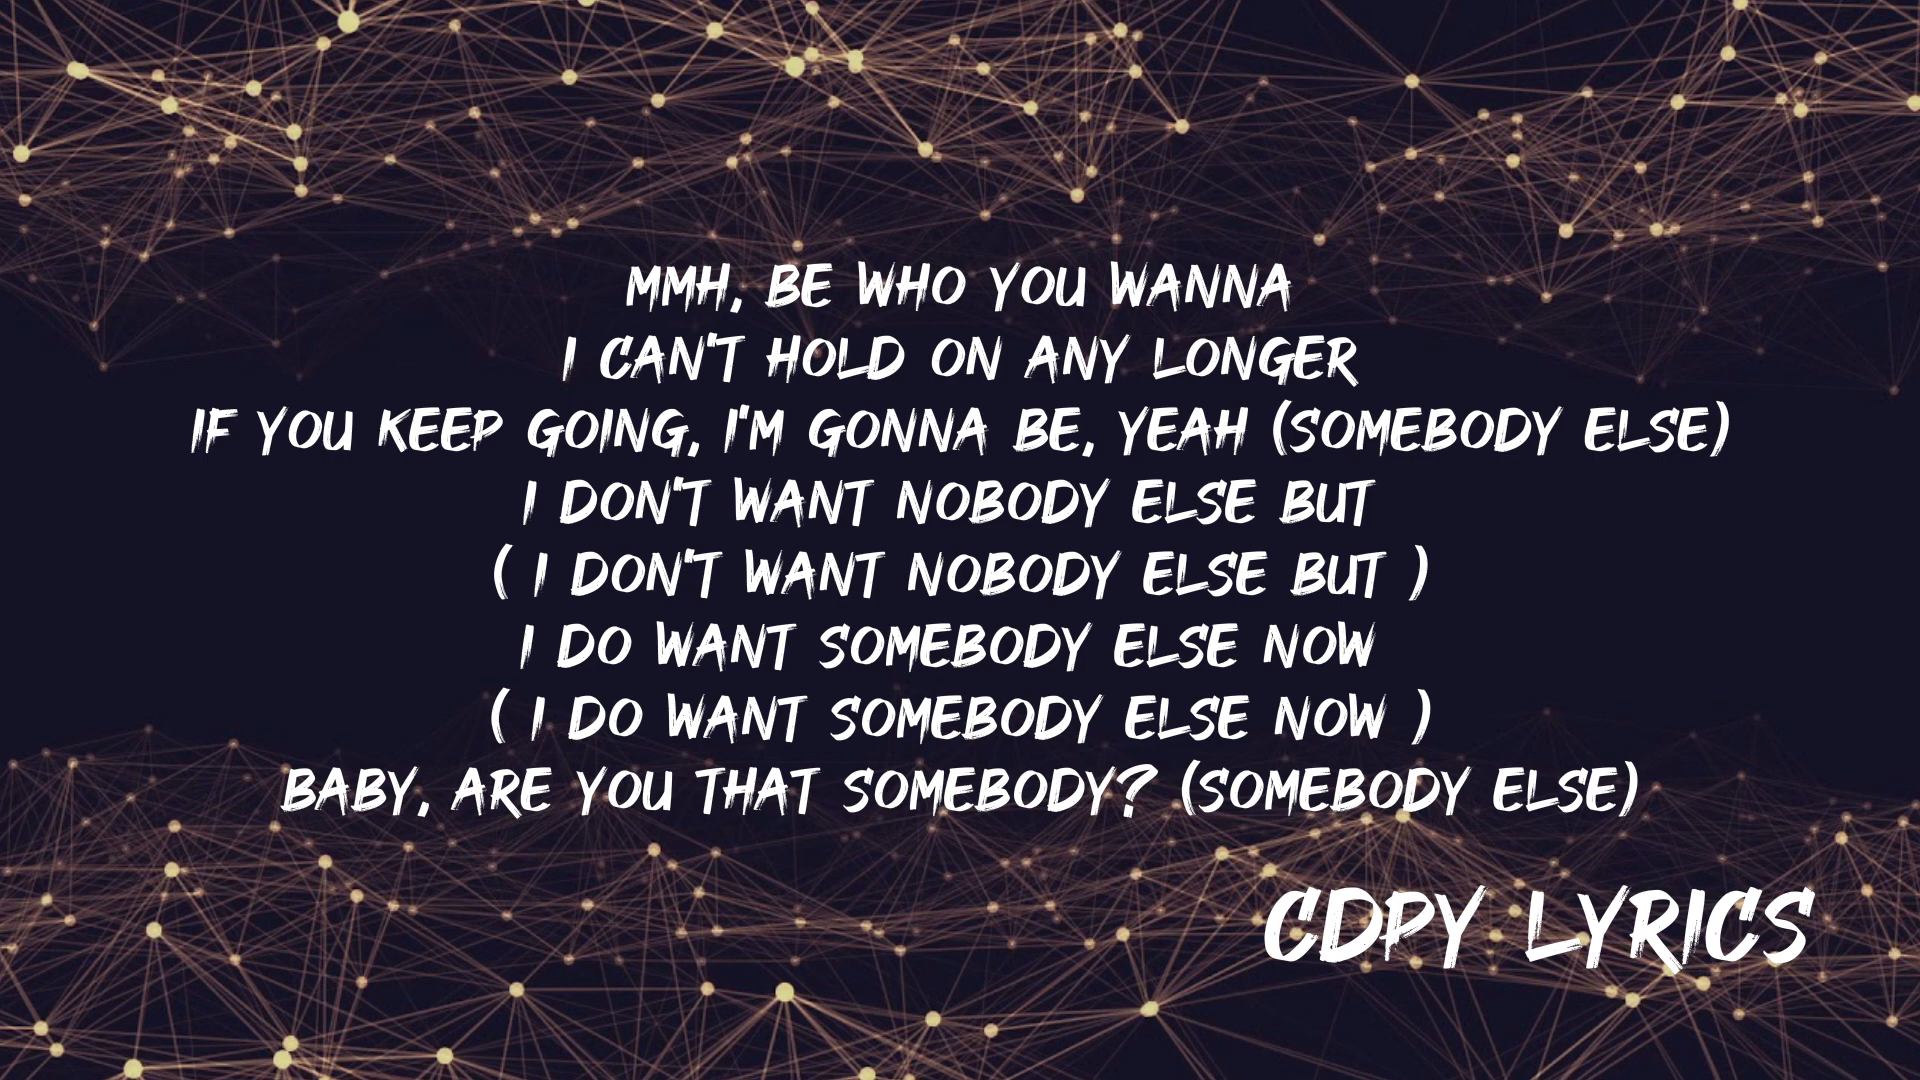 MMH, BE WHO YOU WANNA
I CAN'T HOLD ON ANY LONGER
IF YOU KEEP GOING, I'M GONNA BE, YEAH (SOMEBODY ELSE)
I DON'T WANT NOBODY ELSE BUT
( I DON'T WANT NOBODY ELSE BUT )
I DO WANT SOMEBODY ELSE NOW
( I DO WANT SOMEBODY ELSE NOW )
BABY, ARE YOU THAT SOMEBODY? (SOMEBODY ELSE)
CDPY LYRICS